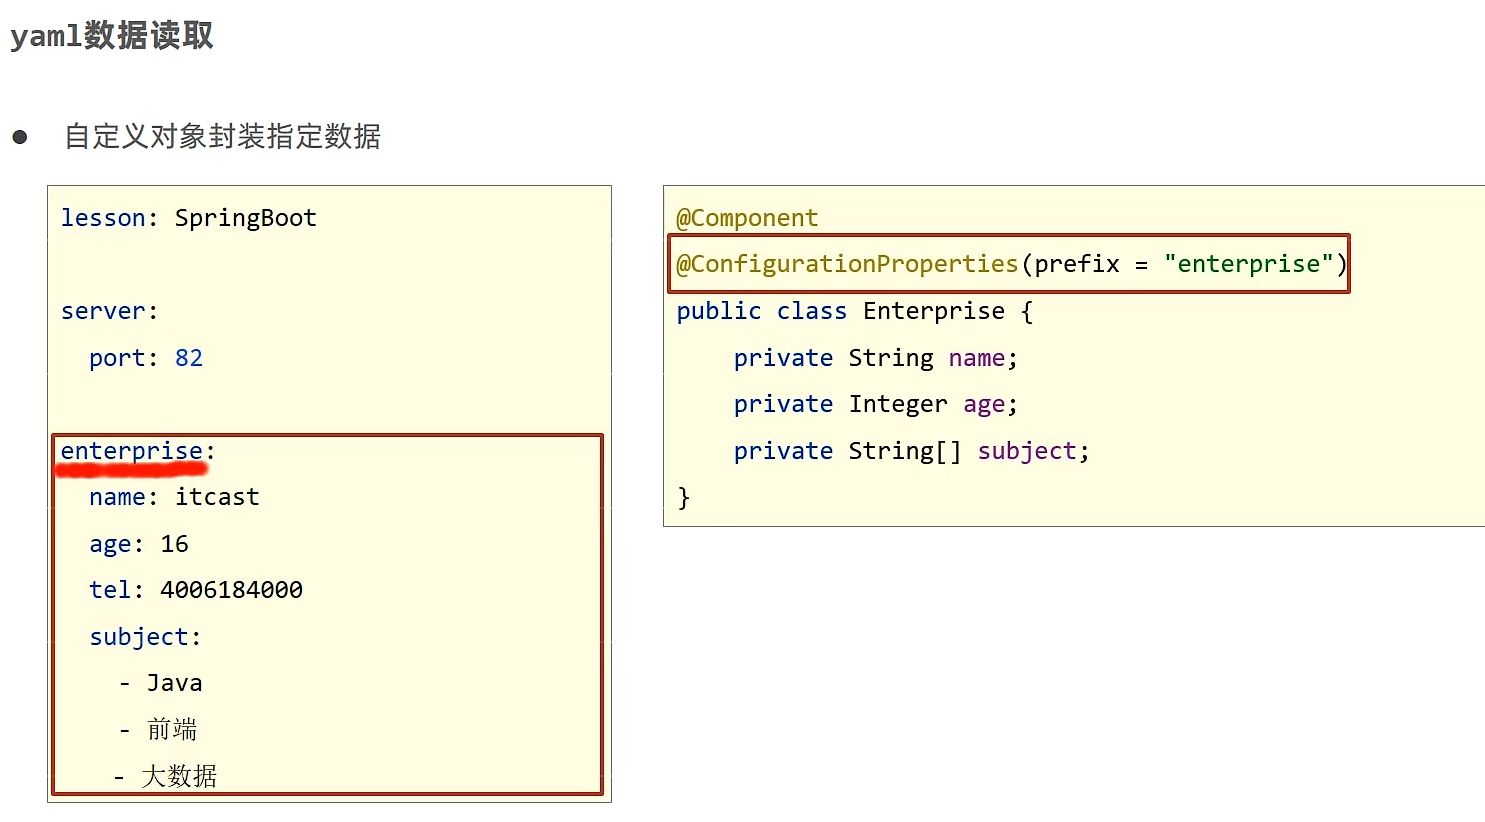 yaml数据读取
● 自定义对象封装指定数据
lesson: SpringBoot
server:
port: 82
enterprise:
name: itcast
age: 16
tel: 4006184000
subject:
- Java
- 前端
- 大数据
@Component
@ConfigurationProperties(prefix = "enterprise")
public class Enterprise {
private String name;
private Integer age;
private String[] subject;
}